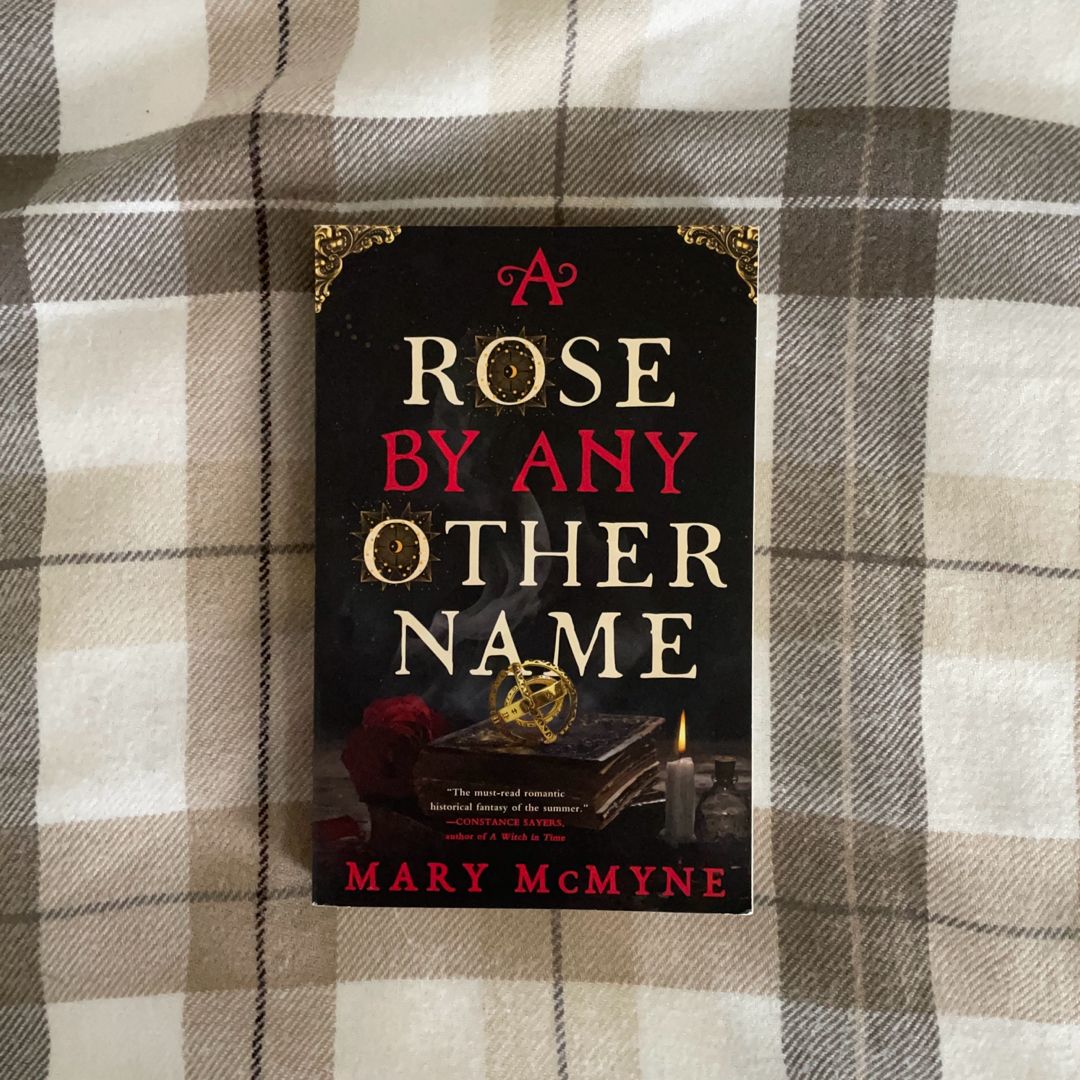 A
ROSE
BY ANY
OTHER
NAME
“The must-read romantic
historical fantasy of the summer.”
—CONSTANCE SAYERS,
author of A Witch in Time
MARY McMYNE